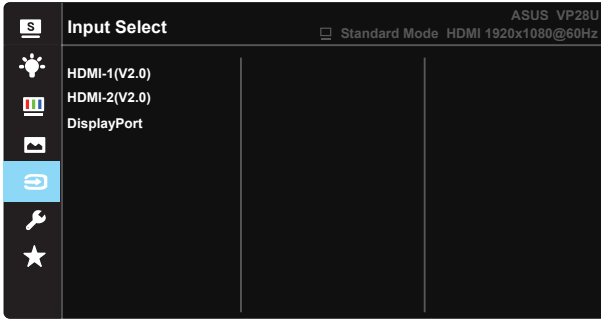 S
Input Select
ASUS VP28U
Standard Mode HDMI 1920x1080@60Hz
HDMI-1(V2.0)
HDMI-2(V2.0)
DisplayPort